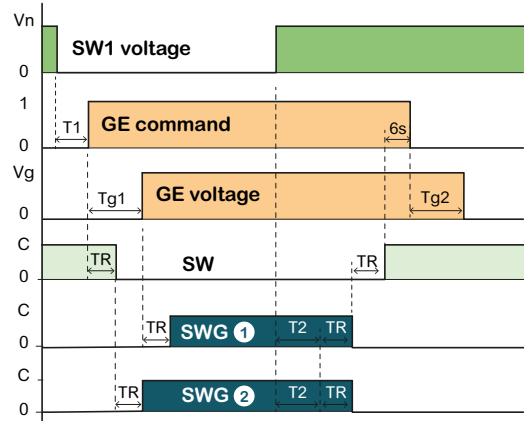 Vn
SW1 voltage
0
1
T1
GE command
6s
0
Vg
Tg1
GE voltage
Tg2
0
C
TR
SW
TR
0
C
TR
SWG 1
T2
TR
0
C
TR
SWG 2
T2
TR
0